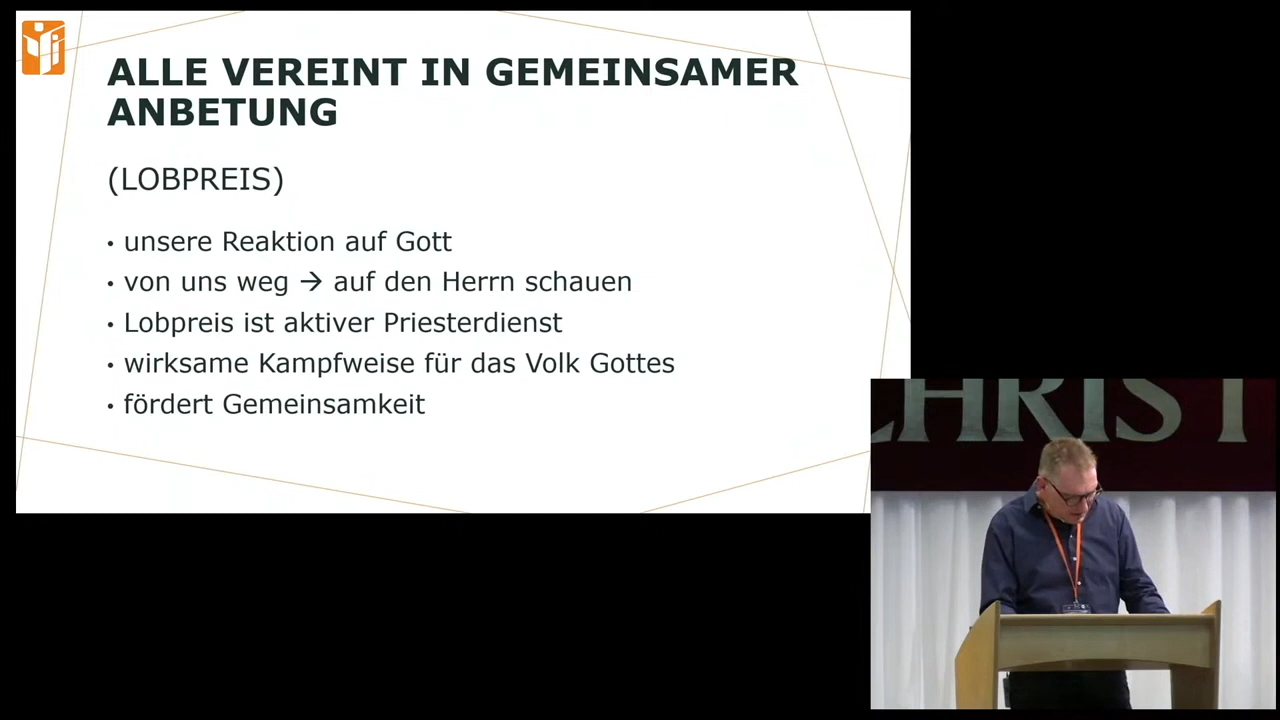 ALLE VEREINT IN GEMEINSAMER
ANBETUNG
(LOBPREIS)
• unsere Reaktion auf Gott
• von uns weg → auf den Herrn schauen
• Lobpreis ist aktiver Priesterdienst
• wirksame Kampfweise für das Volk Gottes
• fördert Gemeinsamkeit
CHRIST